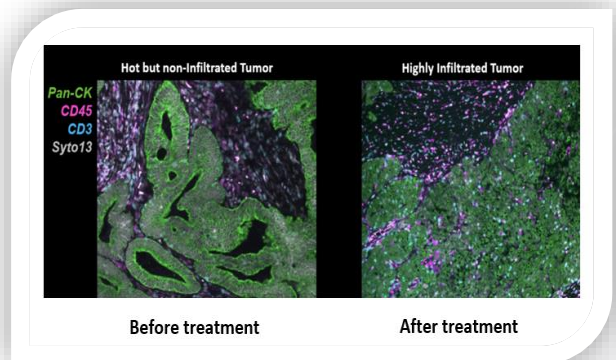 Hot but non-Infiltrated Tumor
Highly Infiltrated Tumor
Pan-CK
CD45
CD3
Syto13
Before treatment
After treatment